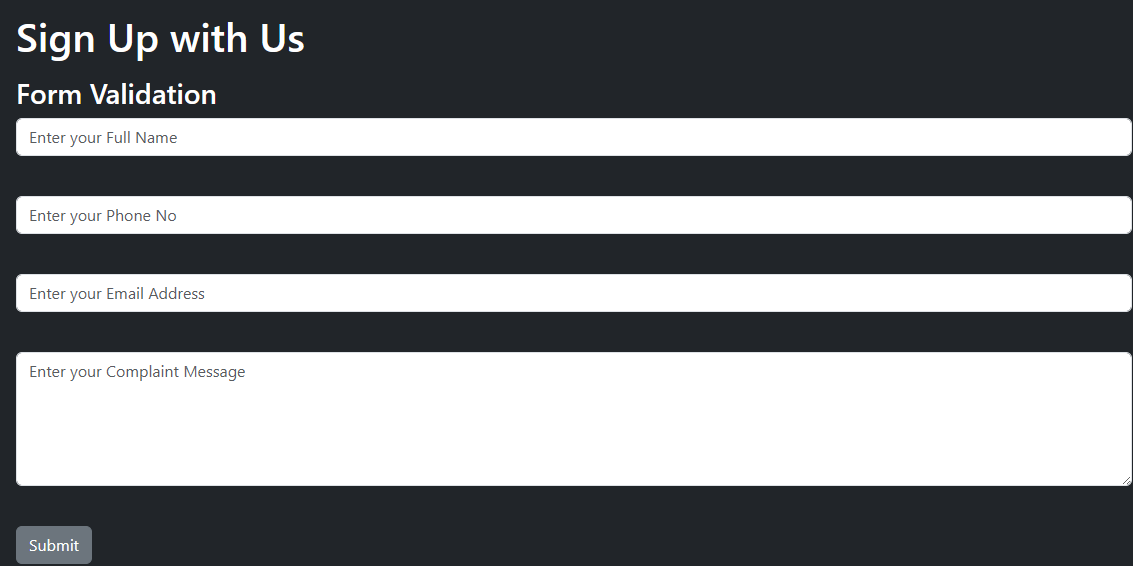 Sign Up with Us
Form Validation
Enter your Full Name
Enter your Phone No
Enter your Email Address
Enter your Complaint Message
Submit